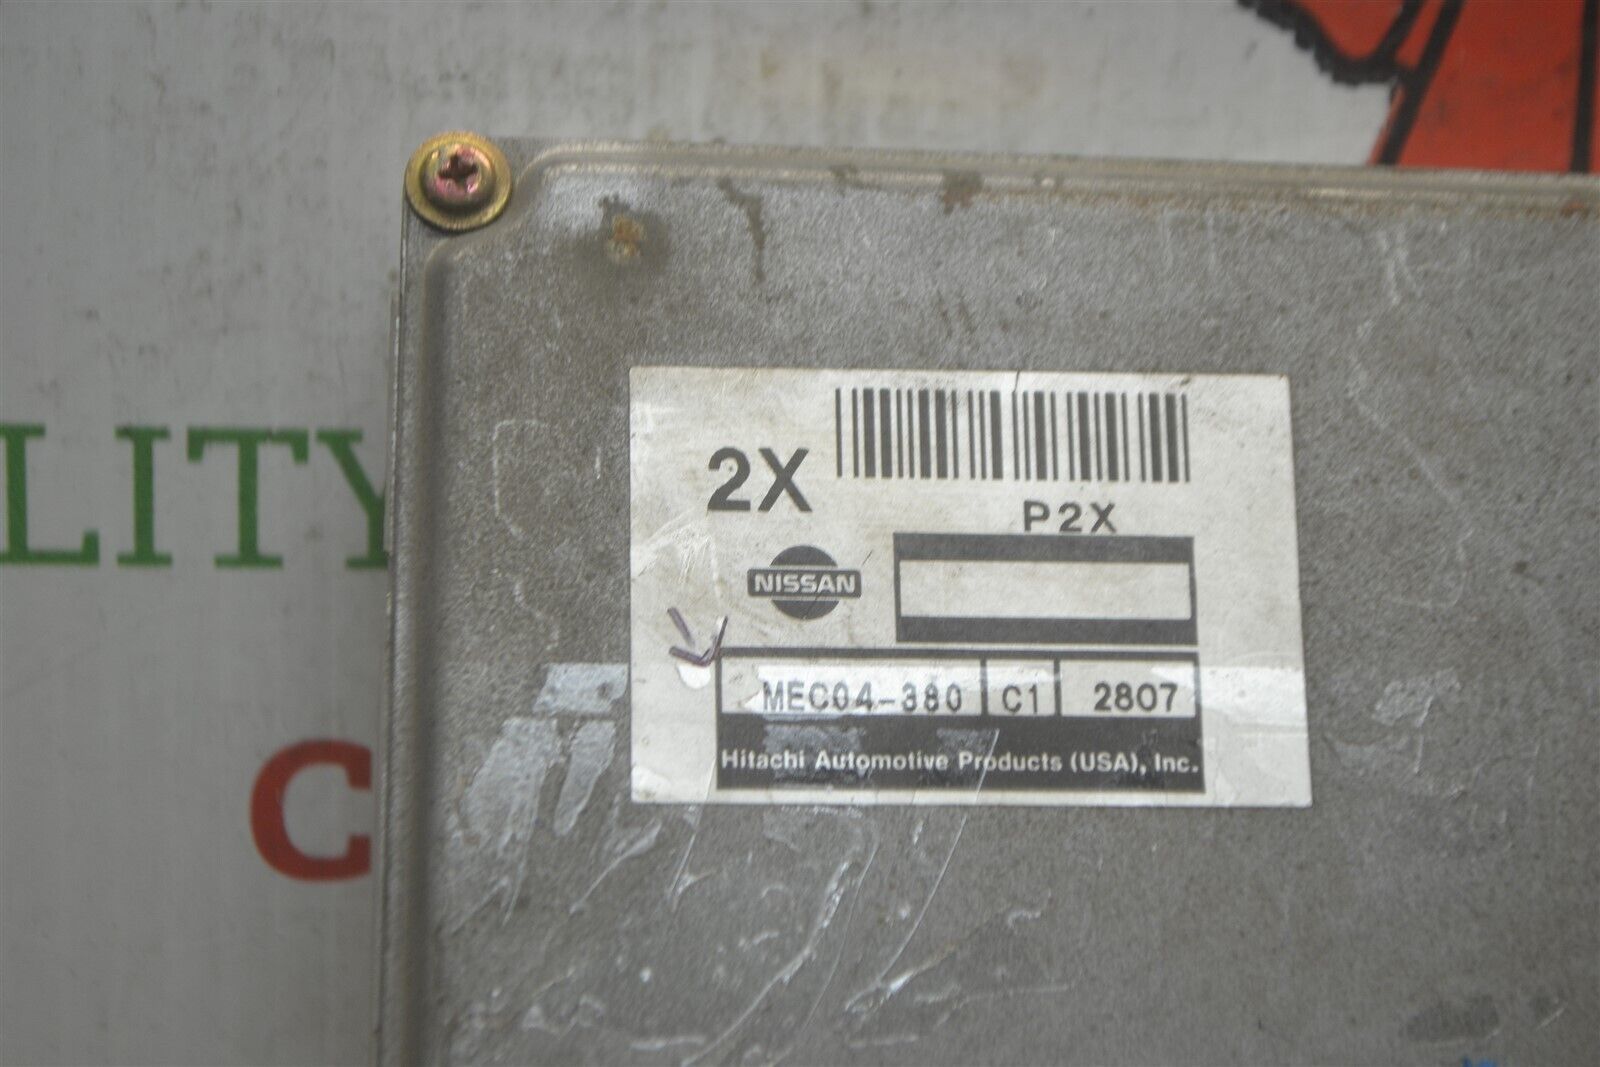 2X
P2X
NISSAN
MEC04-380 C1 2807
Hitachi Automotive Products (USA), Inc.
LITY
C